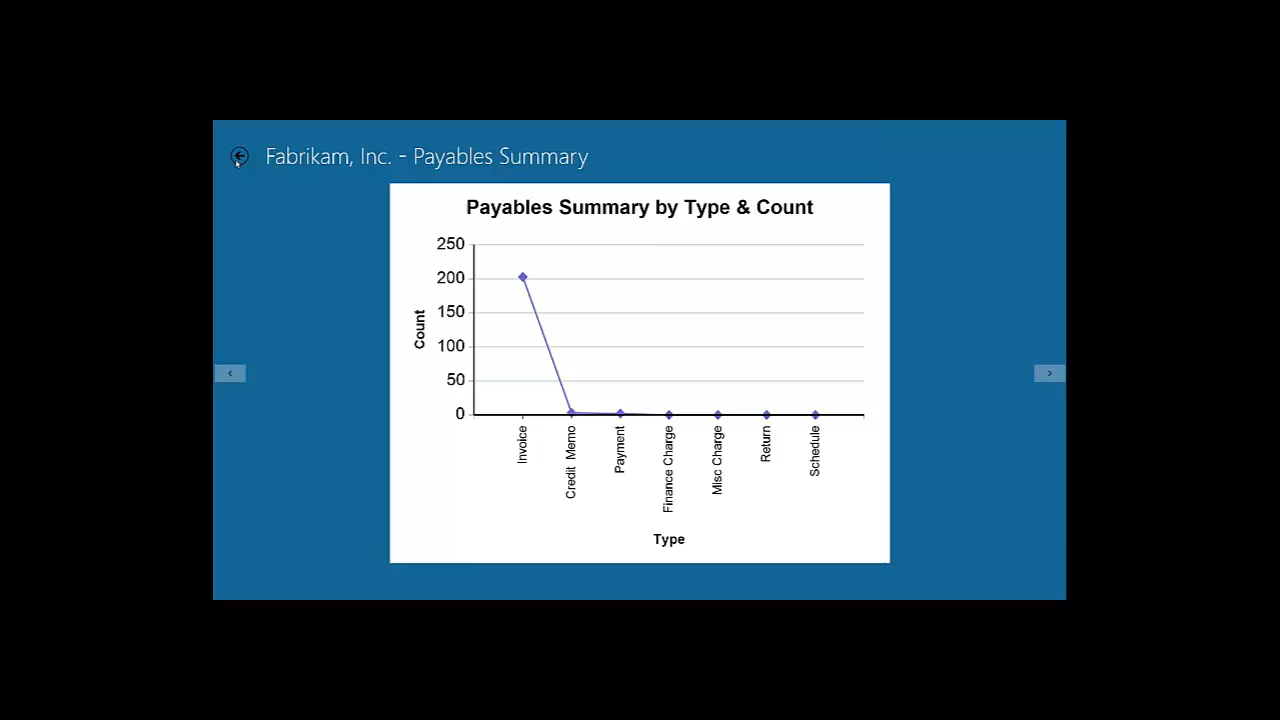 Fabrikam, Inc. - Payables Summary
Payables Summary by Type & Count
250
200
150
100
50
0
Count
Invoice
Credit Memo
Payment
Finance Charge
Misc Charge
Return
Schedule
Type